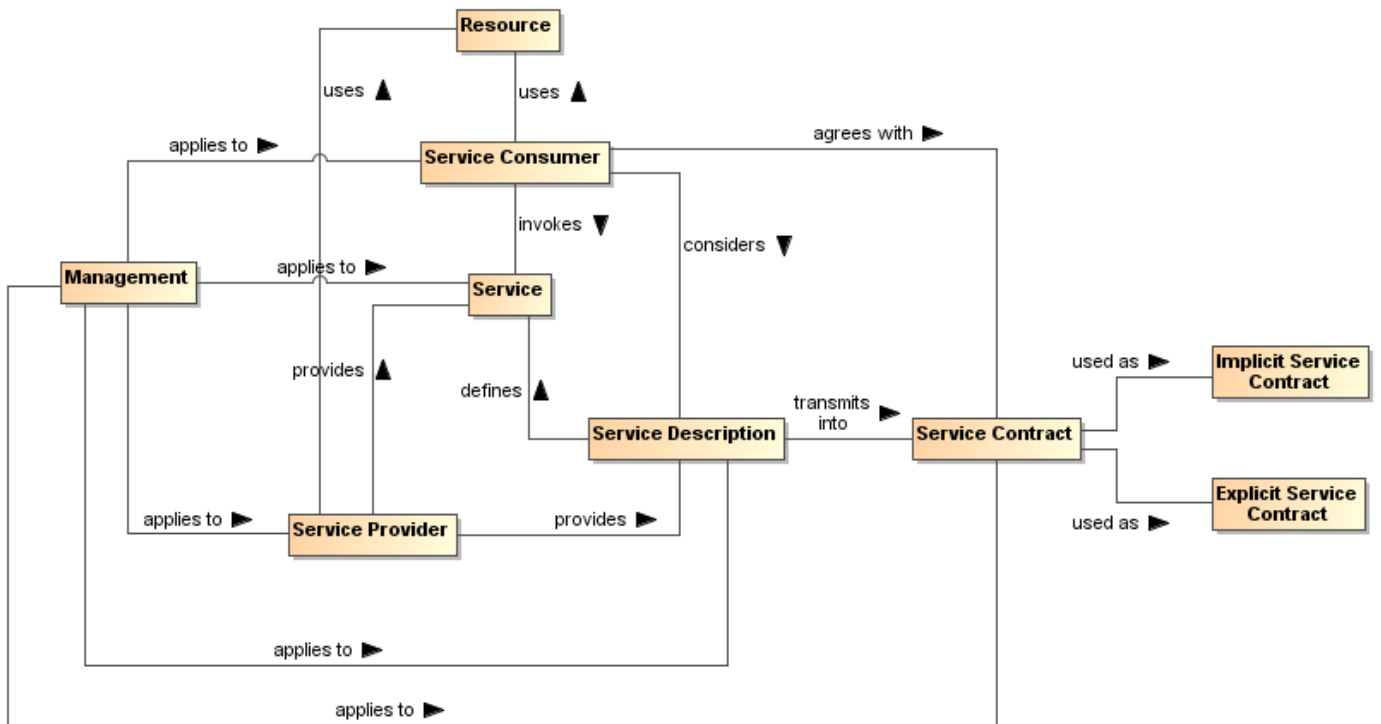 Resource
uses
uses
agrees with
applies to
Service Consumer
invokes
considers
applies to
Management
Service
provides
defines
used as
Implicit Service
Contract
transmits
into
Service Description
Service Contract
Explicit Service
Contract
used as
applies to
Service Provider
provides
applies to
applies to